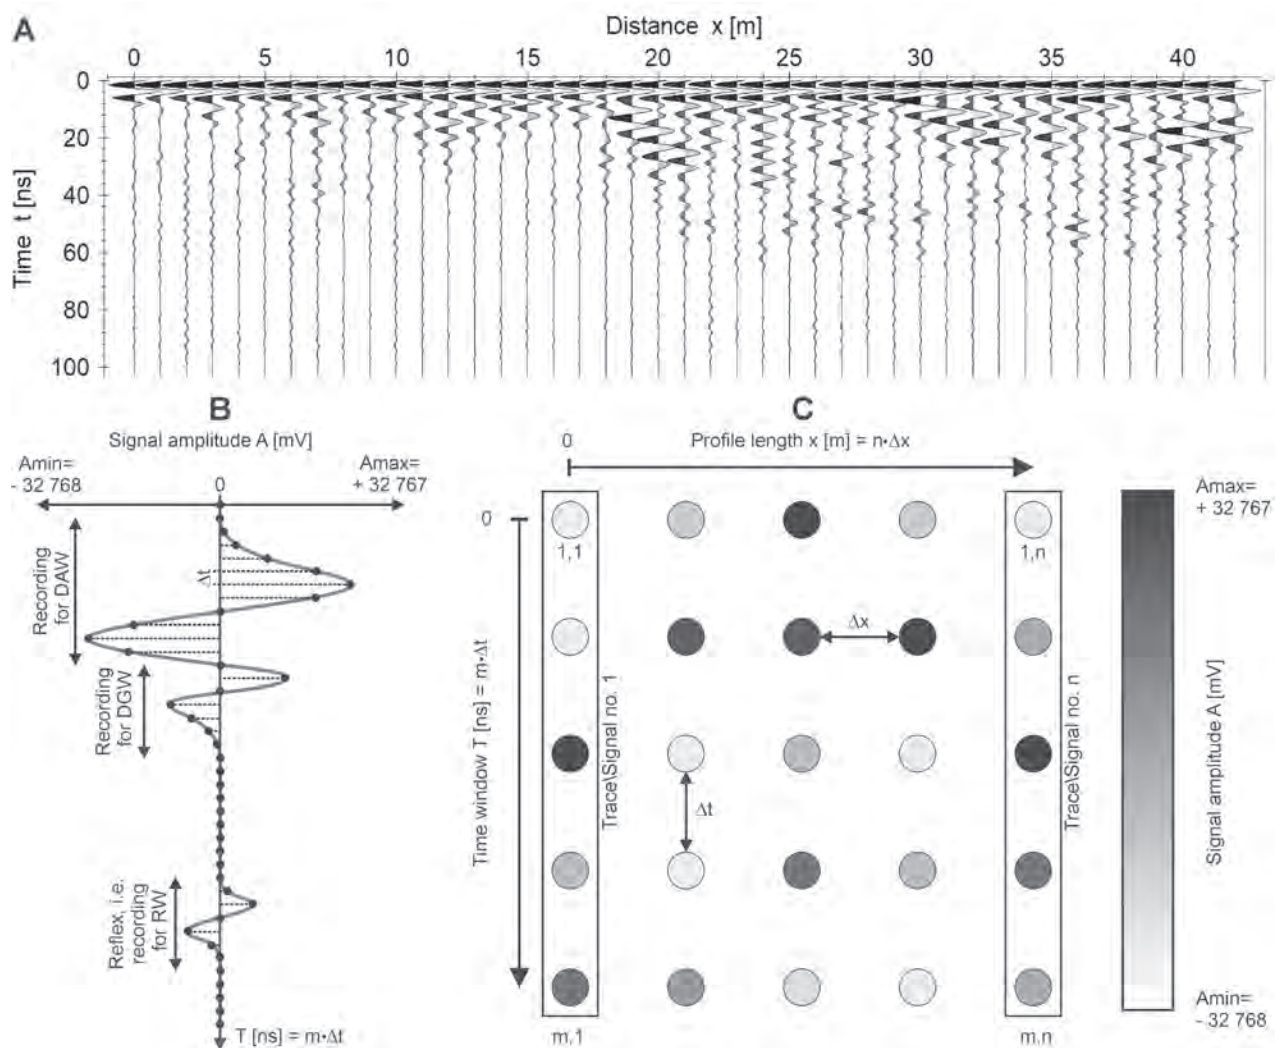 A
Distance x [m]
0 5 10 15 20 25 30 35 40
Time t [ns]
0
20
40
60
80
100
B
Signal amplitude A [mV]
Amin=
- 32 768
0
Amax=
+ 32 767
Δt
Recording
for DAW
Recording
for DGW
Reflex, i.e.
recording
for RW
T [ns] = m·Δt
C
0
Profile length x [m] = n·Δx
0
Time window T [ns] = m·Δt
1,1
1,n
Δx
Δt
Trace\Signal no. 1
Trace\Signal no. n
m,1
m,n
Amax=
+ 32 767
Signal amplitude A [mV]
Amin=
- 32 768